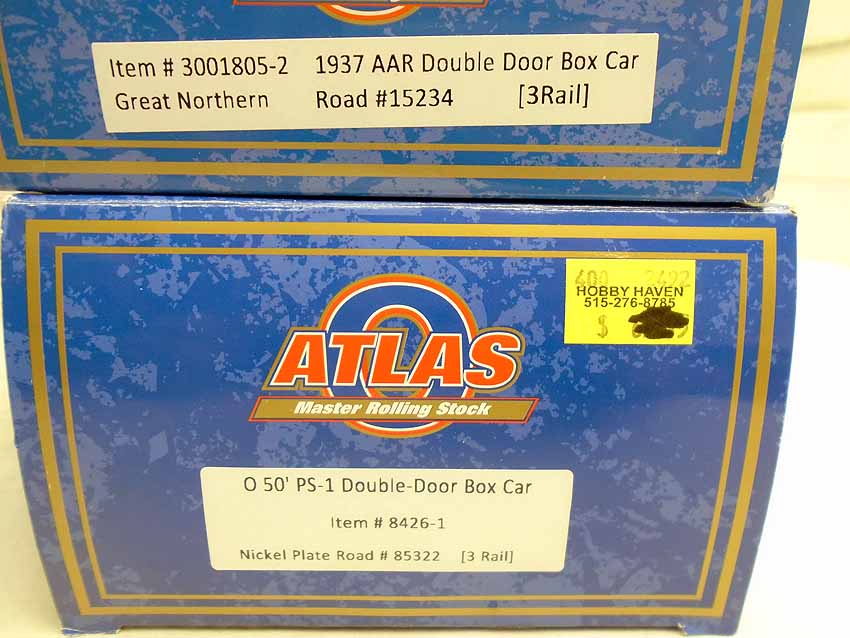 Item # 3001805-2 1937 AAR Double Door Box Car
Great Northern Road #15234 [3Rail]
ATLAS O
Master Rolling Stock
400 2492
HOBBY HAVEN
515-276-8785
$
O 50' PS-1 Double-Door Box Car
Item # 8426-1
Nickel Plate Road # 85322 [3 Rail]